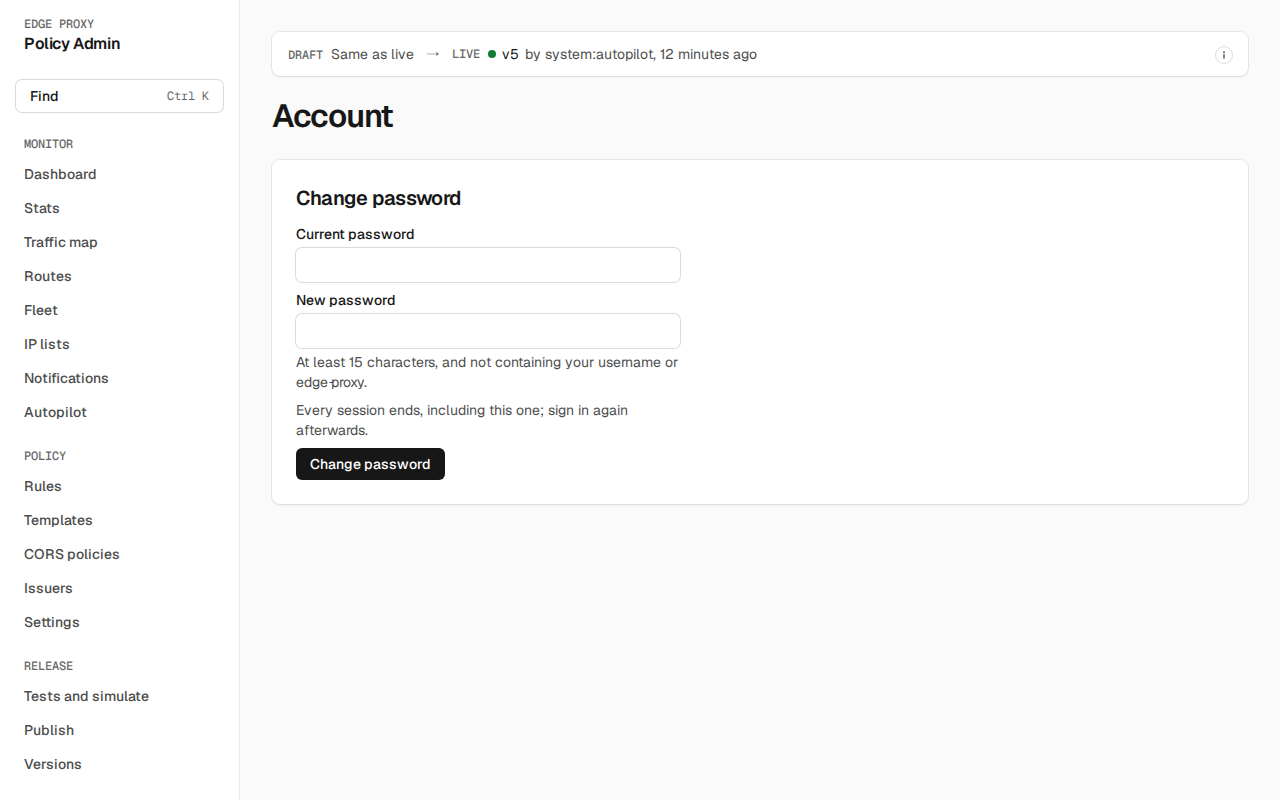 EDGE PROXY
Policy Admin
Find Ctrl K
MONITOR
Dashboard
Stats
Traffic map
Routes
Fleet
IP lists
Notifications
Autopilot
POLICY
Rules
Templates
CORS policies
Issuers
Settings
RELEASE
Tests and simulate
Publish
Versions
DRAFT Same as live → LIVE v5 by system:autopilot, 12 minutes ago
Account
Change password
Current password
New password
At least 15 characters, and not containing your username or
edge-proxy.
Every session ends, including this one; sign in again
afterwards.
Change password